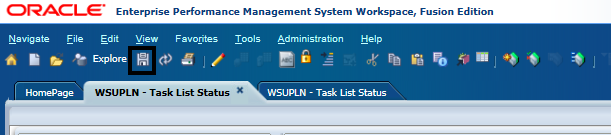 ORACLE Enterprise Performance Management System Workspace, Fusion Edition
Navigate File Edit View Favorites Tools Administration Help
Explore
HomePage WSUPLN - Task List Status WSUPLN - Task List Status